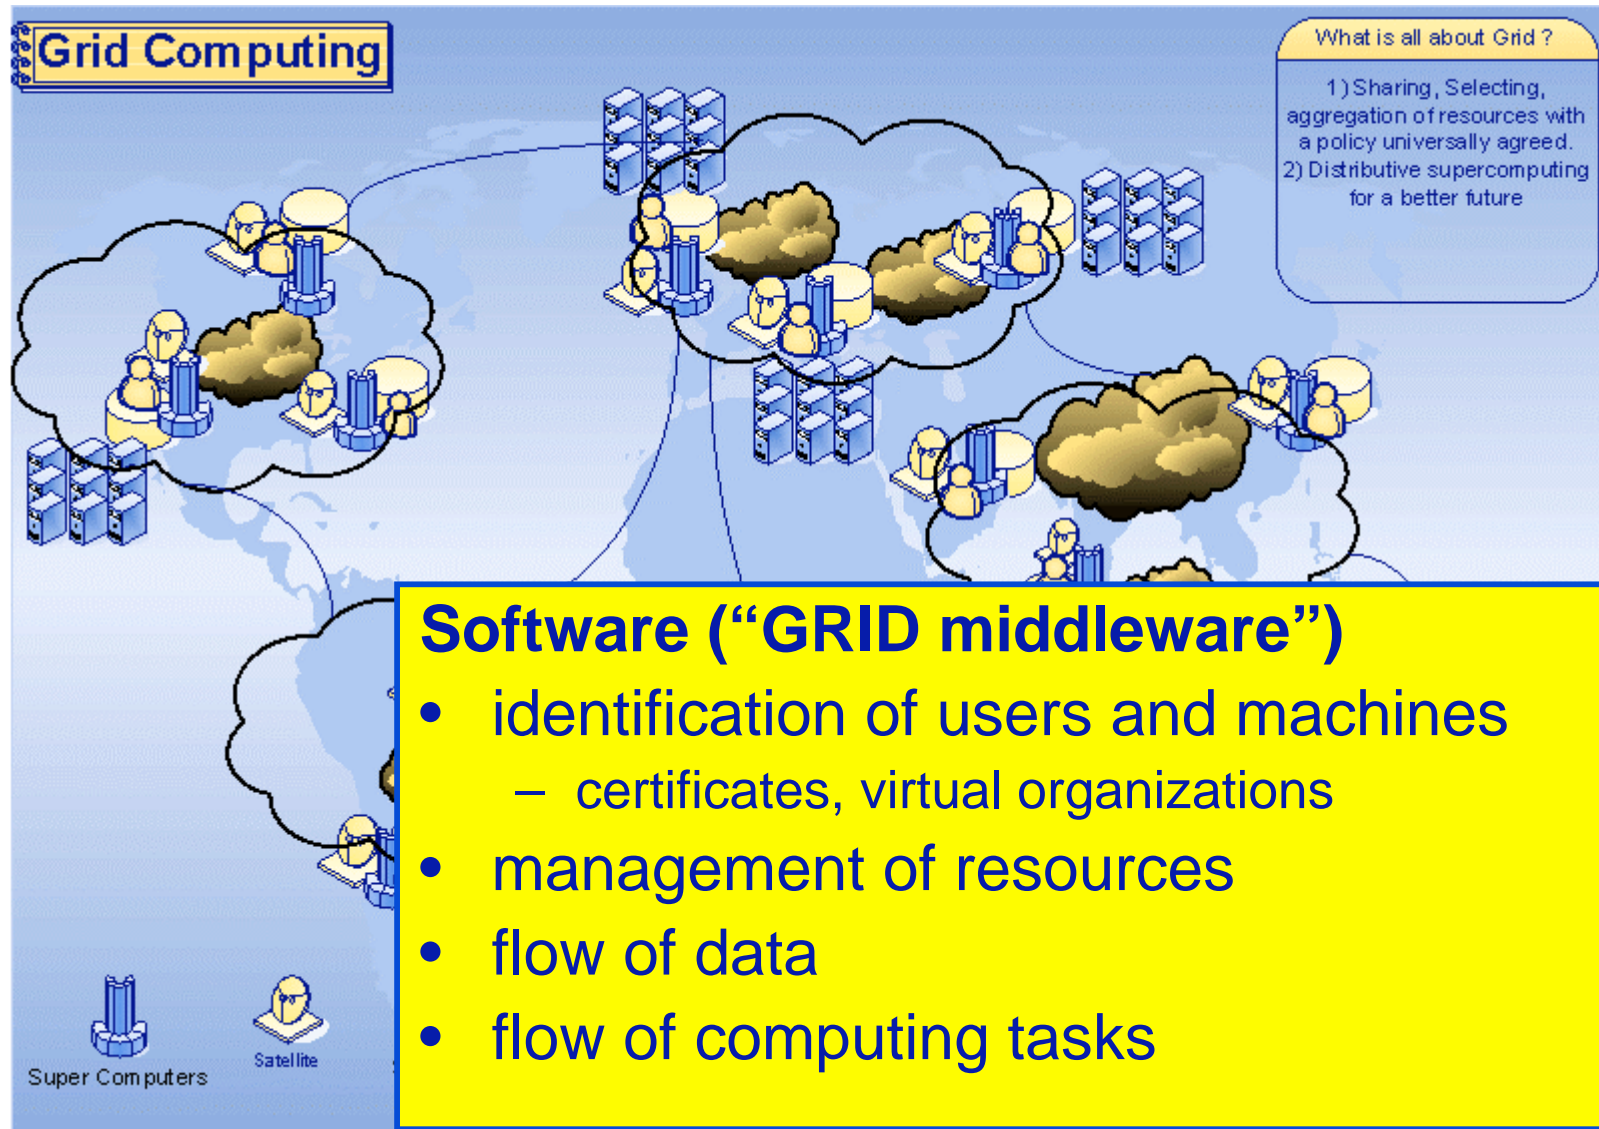 Grid Computing
What is all about Grid ?
1) Sharing, Selecting,
aggregation of resources with
a policy universally agreed.
2) Distributive supercomputing
for a better future
Software (“GRID middleware”)
• identification of users and machines
– certificates, virtual organizations
• management of resources
• flow of data
• flow of computing tasks
Super Computers
Satellite